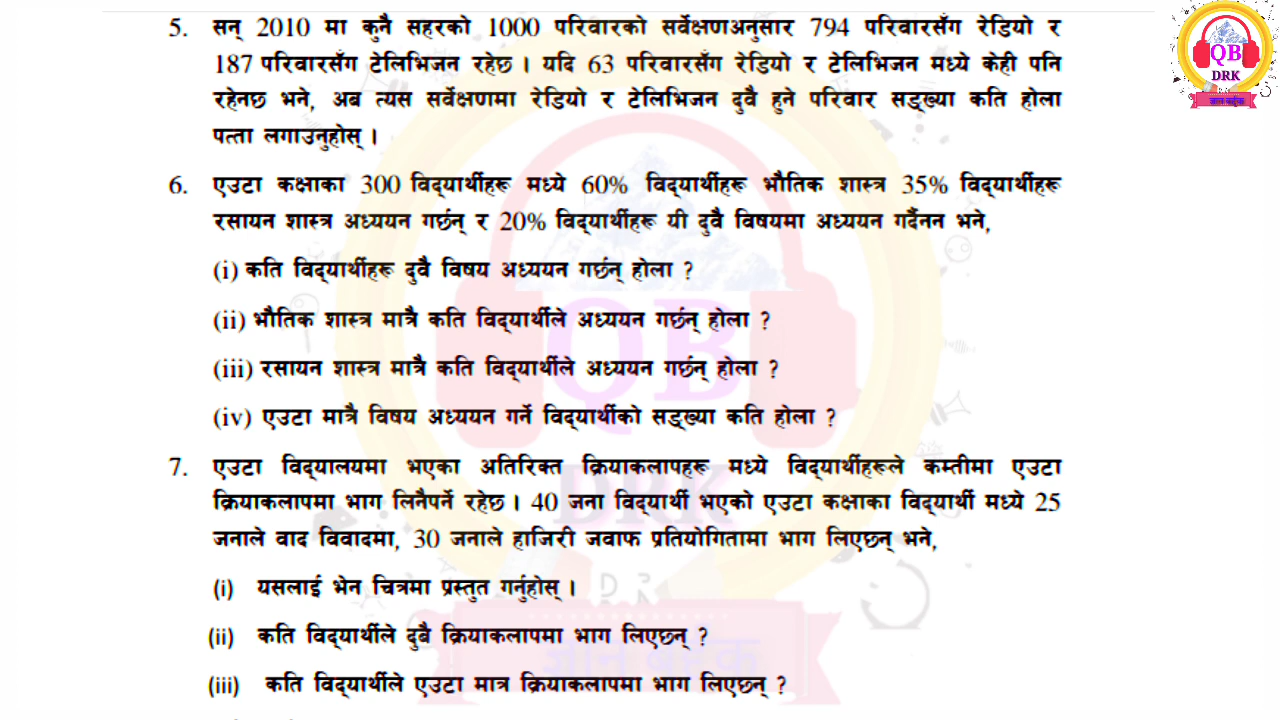 5. सन् 2010 मा कुनै सहरको 1000 परिवारको सर्वेक्षणअनुसार 794 परिवारसँग रेडियो र
187 परिवारसँग टेलिभिजन रहेछ । यदि 63 परिवारसँग रेडियो र टेलिभिजन मध्ये केही पनि
रहेनछ भने, अब त्यस सर्वेक्षणमा रेडियो र टेलिभिजन दुवै हुने परिवार सङ्ख्या कति होला
पत्ता लगाउनुहोस् ।
6. एउटा कक्षाका 300 विद्यार्थीहरू मध्ये 60% विद्यार्थीहरू भौतिक शास्त्र 35% विद्यार्थीहरू
रसायन शास्त्र अध्ययन गर्छन् र 20% विद्यार्थीहरू यी दुवै विषयमा अध्ययन गर्दैनन भने,
(i) कति विद्यार्थीहरू दुवै विषय अध्ययन गर्छन् होला ?
(ii) भौतिक शास्त्र मात्रै कति विद्यार्थीले अध्ययन गर्छन् होला ?
(iii) रसायन शास्त्र मात्रै कति विद्यार्थीले अध्ययन गर्छन् होला ?
(iv) एउटा मात्रै विषय अध्ययन गर्ने विद्यार्थीको सङ्ख्या कति होला ?
7. एउटा विद्यालयमा भएका अतिरिक्त क्रियाकलापहरू मध्ये विद्यार्थीहरूले कम्तीमा एउटा
क्रियाकलापमा भाग लिनैपर्ने रहेछ । 40 जना विद्यार्थी भएको एउटा कक्षाका विद्यार्थी मध्ये 25
जनाले वाद विवादमा, 30 जनाले हाजिरी जवाफ प्रतियोगितामा भाग लिएछन् भने,
(i) यसलाई भेन चित्रमा प्रस्तुत गर्नुहोस् ।
(ii) कति विद्यार्थीले दुबै क्रियाकलापमा भाग लिएछन् ?
(iii) कति विद्यार्थीले एउटा मात्र क्रियाकलापमा भाग लिएछन् ?
QB
DRK
QB
DRK